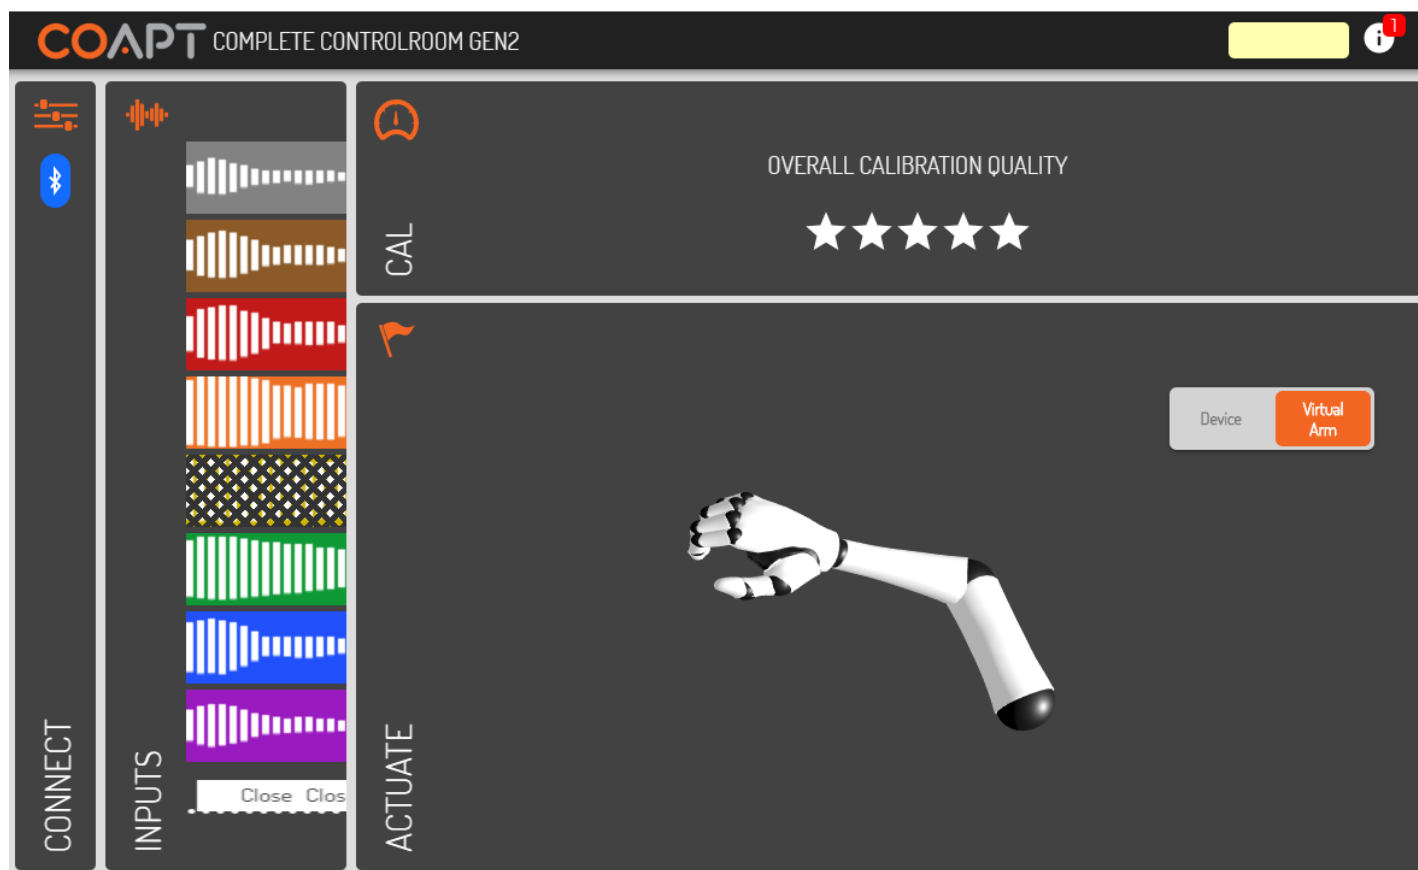 COAPT COMPLETE CONTROLROOM GEN2
1
i
CONNECT
INPUTS
Close Clos
CAL
OVERALL CALIBRATION QUALITY
ACTUATE
Device
Virtual
Arm